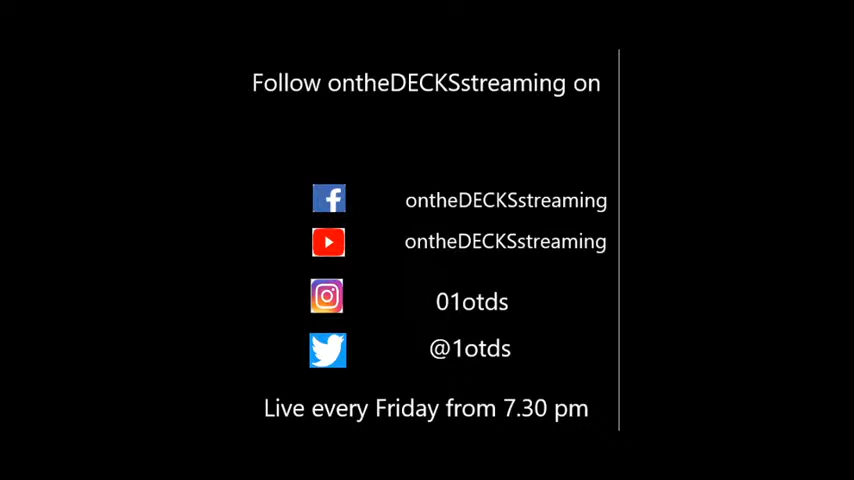 Follow ontheDECKSstreaming on
ontheDECKSstreaming
ontheDECKSstreaming
01otds
@1otds
Live every Friday from 7.30 pm